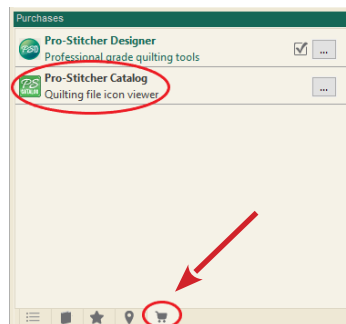 Purchases
Pro-Stitcher Designer
Professional grade quilting tools
...
Pro-Stitcher Catalog
Quilting file icon viewer
...